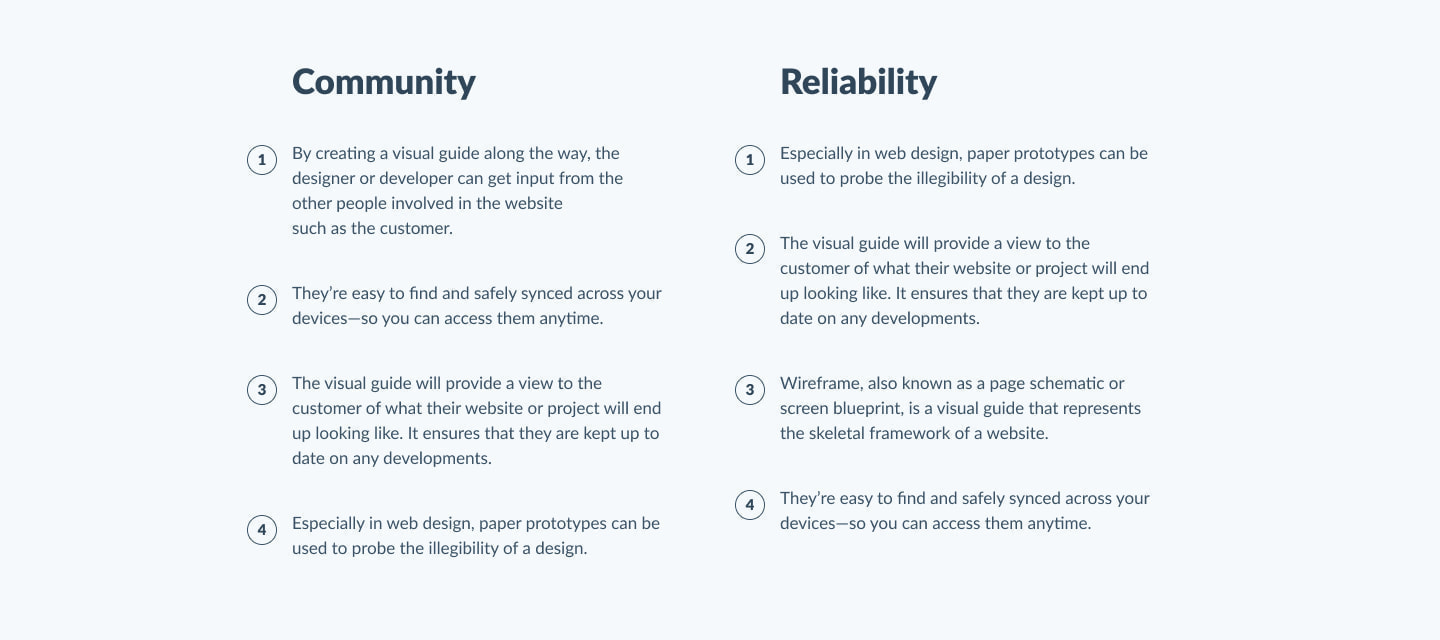 Community
1
By creating a visual guide along the way, the
designer or developer can get input from the
other people involved in the website
such as the customer.
2
They’re easy to find and safely synced across your
devices—so you can access them anytime.
3
The visual guide will provide a view to the
customer of what their website or project will end
up looking like. It ensures that they are kept up to
date on any developments.
4
Especially in web design, paper prototypes can be
used to probe the illegibility of a design.
Reliability
1
Especially in web design, paper prototypes can be
used to probe the illegibility of a design.
2
The visual guide will provide a view to the
customer of what their website or project will end
up looking like. It ensures that they are kept up to
date on any developments.
3
Wireframe, also known as a page schematic or
screen blueprint, is a visual guide that represents
the skeletal framework of a website.
4
They’re easy to find and safely synced across your
devices—so you can access them anytime.